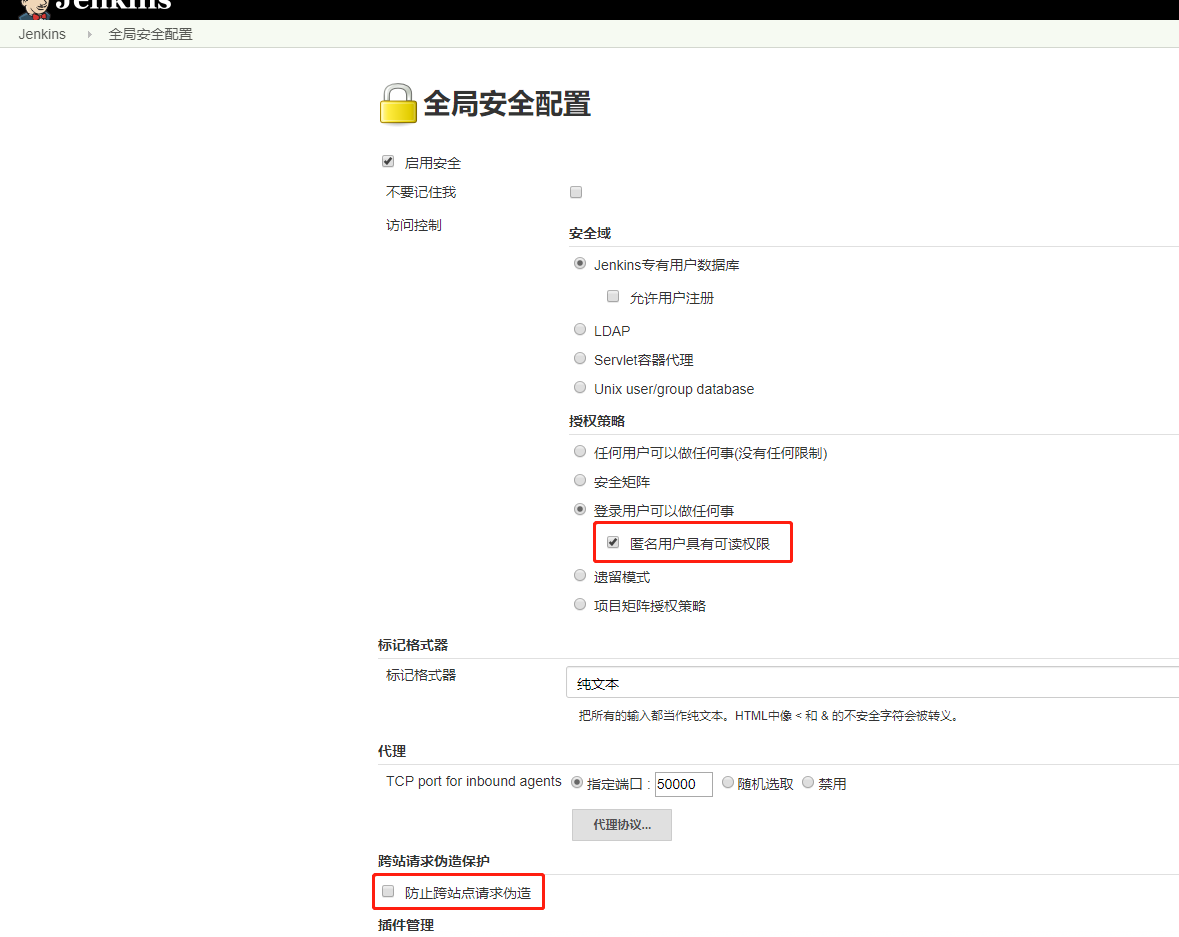 Jenkins
Jenkins 全局安全配置
全局安全配置
启用安全
不要记住我
访问控制
安全域
Jenkins专有用户数据库
允许用户注册
LDAP
Servlet容器代理
Unix user/group database
授权策略
任何用户可以做任何事(没有任何限制)
安全矩阵
登录用户可以做任何事
匿名用户具有可读权限
遗留模式
项目矩阵授权策略
标记格式器
标记格式器 纯文本
把所有的输入都当作纯文本。HTML中像 < 和 & 的不安全字符会被转义。
代理
TCP port for inbound agents 指定端口 : 50000 随机选取 禁用
代理协议...
跨站请求伪造保护
防止跨站点请求伪造
插件管理